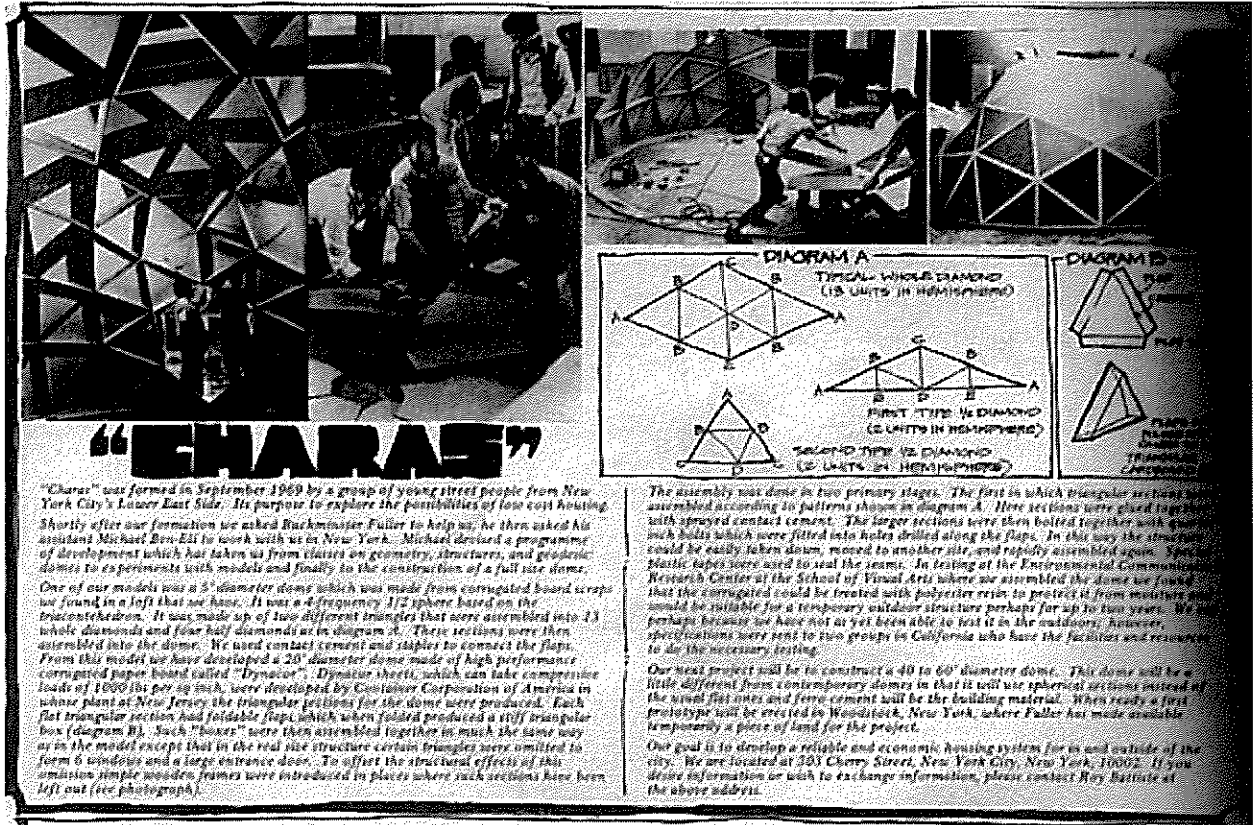 DIAGRAM A
TYPICAL WHOLE DIAMOND
(13 UNITS IN HEMISPHERE)
C
B
B
A
A
D
B
B
C
C
B
B
A
A
B
D
B
FIRST TYPE 1/2 DIAMOND
(2 UNITS IN HEMISPHERE)
A
B
B
C
D
C
SECOND TYPE 1/2 DIAMOND
(2 UNITS IN HEMISPHERE)
DIAGRAM B
FLAP
FLAP
"CHARAS"
"Charas" was formed in September 1969 by a group of young street people from New
York City's Lower East Side. Its purpose to explore the possibilities of low cost housing.
Shortly after our formation we asked Buckminster Fuller to help us, he then asked his
assistant Michael Ben-Eli to work with us in New York. Michael devised a programme
of development which has taken us from classes on geometry, structures, and geodesic
domes to experiments with models and finally to the construction of a full size dome.
One of our models was a 5' diameter dome which was made from corrugated board scraps
we found in a loft that we have. It was a 4 frequency 1/2 sphere based on the
triacontehedron. It was made up of two different triangles that were assembled into 13
whole diamonds and four half diamonds as in diagram A. These sections were then
assembled into the dome. We used contact cement and staples to connect the flaps.
From this model we have developed a 20' diameter dome made of high performance
corrugated paper board called "Dynacor". Dynacor sheets, which can take compressive
loads of 1000 lbs per sq inch, were developed by Container Corporation of America in
whose plant at New Jersey the triangular sections for the dome were produced. Each
flat triangular section had foldable flaps which when folded produced a stiff triangular
box (diagram B). Such "boxes" were then assembled together in much the same way
as in the model except that in the real size structure certain triangles were omitted to
form 6 windows and a large entrance door. To offset the structural effects of this
omission simple wooden frames were introduced in places where such sections have been
left out (see photograph).
The assembly was done in two primary stages. The first in which triangular sections
assembled according to patterns shown in diagram A. Here sections were glued
with sprayed contact cement. The larger sections were then bolted together with
inch bolts which were fitted into holes drilled along the flaps. In this way the structure
could be easily taken down, moved to another site, and rapidly assembled again.
plastic tapes were used to seal the seams. In testing at the Environmental
Research Center at the School of Visual Arts where we assembled the dome we found
that the corrugated could be treated with polyester resin to protect it from moisture
would be suitable for a temporary outdoor structure perhaps for up to two years. We
perhaps because we have not as yet been able to test it in the outdoors; however,
specifications were sent to two groups in California who have the facilities and
to do the necessary testing.
Our next project will be to construct a 40 to 60' diameter dome. This dome will be a
little different from contemporary domes in that it will use spherical sections instead of
the usual flat ones and ferro-cement will be the building material. When ready a first
prototype will be erected in Woodstock, New York, where Fuller has made available
temporarily a piece of land for the project.
Our goal is to develop a reliable and economic housing system for in and outside of the
city. We are located at 303 Cherry Street, New York City, New York, 10002. If you
desire information or wish to exchange information, please contact Roy Battiste at
the above address.